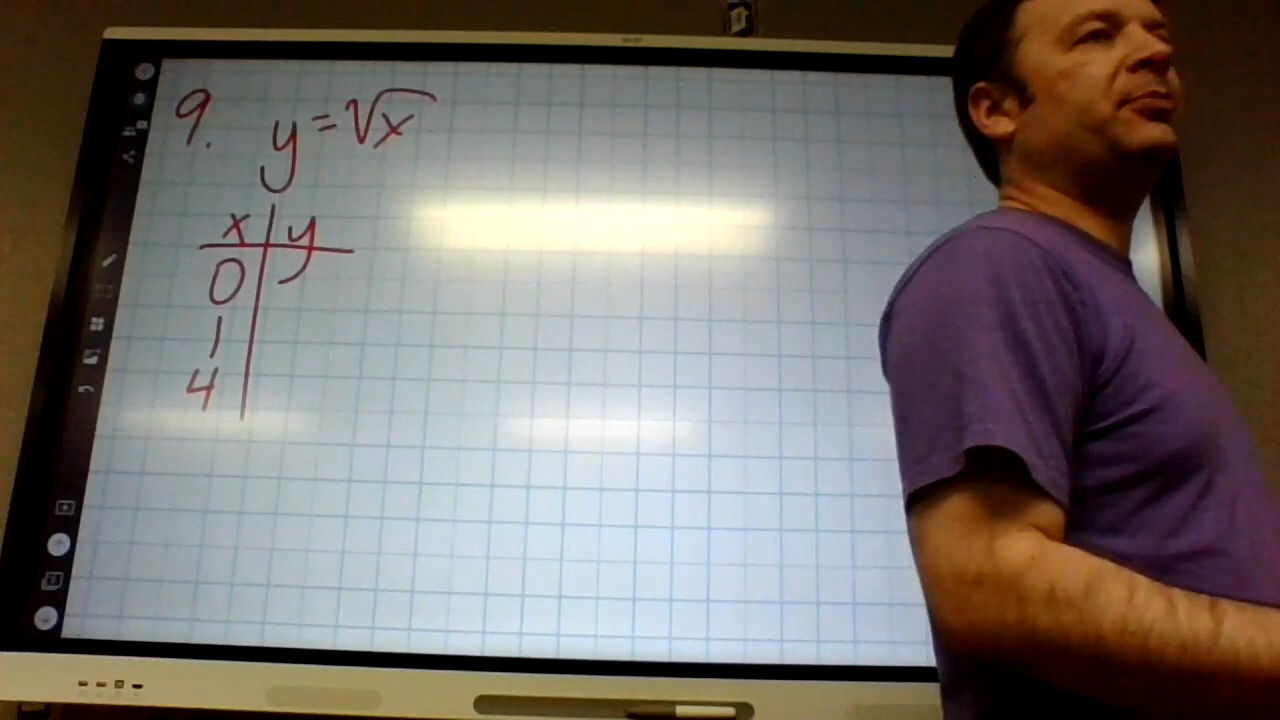 9. y = √x
x | y
0
1
4